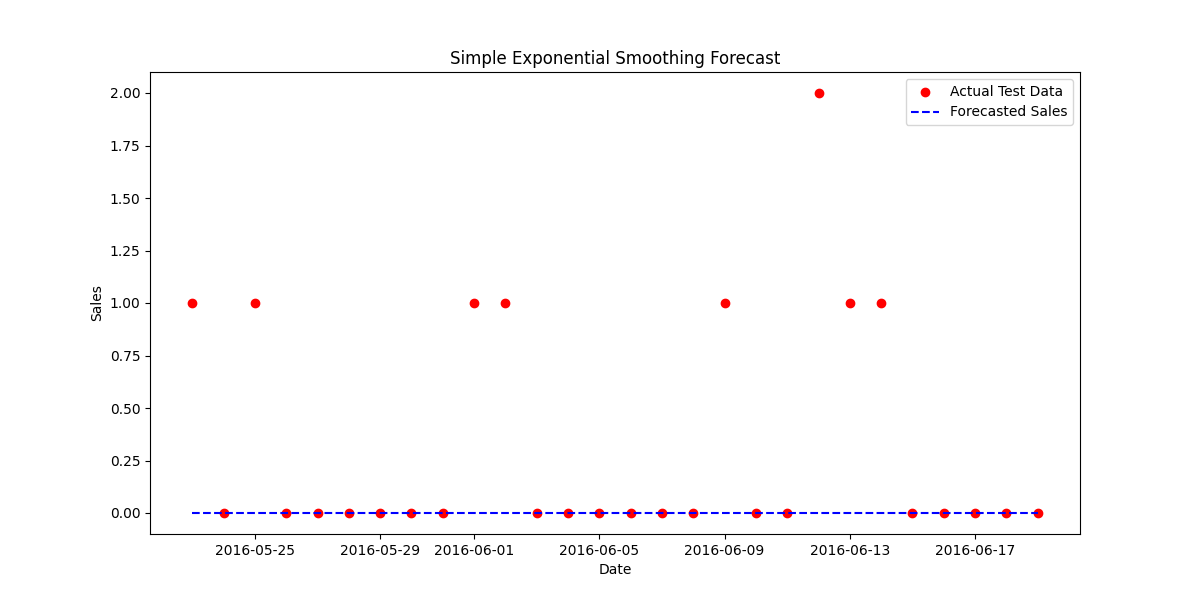 Simple Exponential Smoothing Forecast
Actual Test Data
Forecasted Sales
2.00
1.75
1.50
1.25
1.00
0.75
0.50
0.25
0.00
Sales
2016-05-25 2016-05-29 2016-06-01 2016-06-05 2016-06-09 2016-06-13 2016-06-17
Date